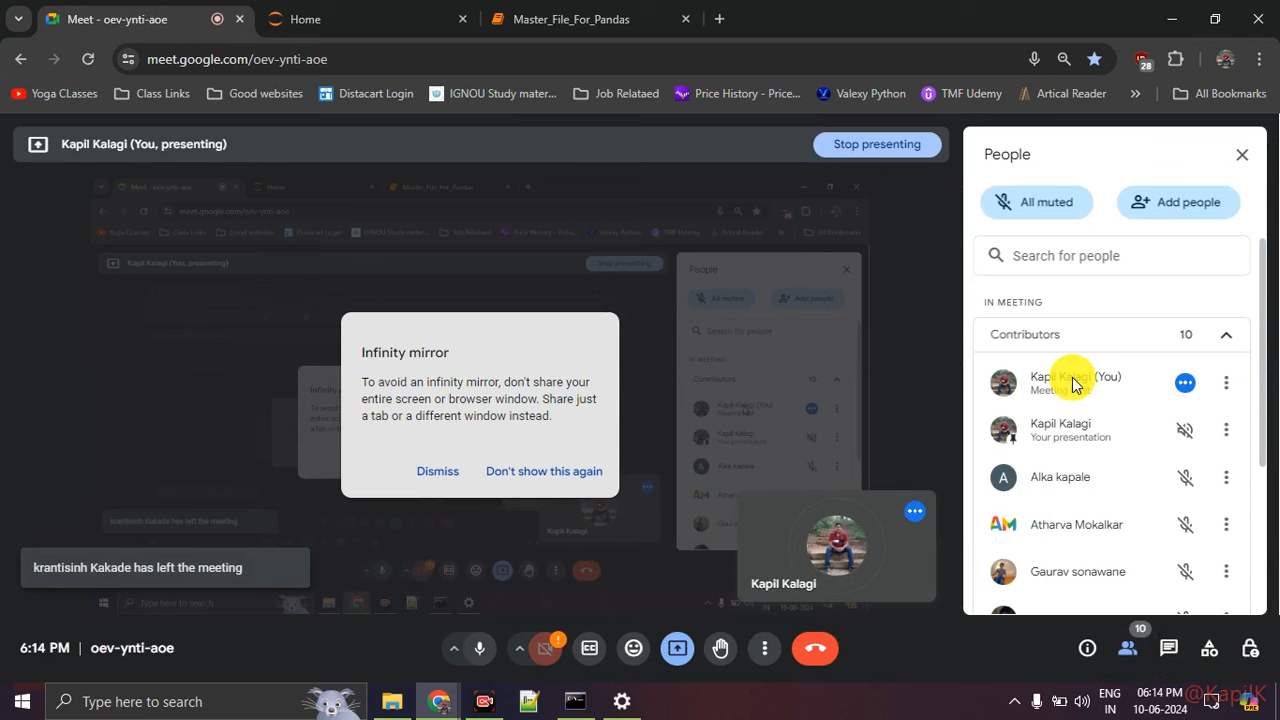 Meet - oev-ynti-aoe
Home
Master_File_For_Pandas
meet.google.com/oev-ynti-aoe
28
Yoga CLasses
Class Links
Good websites
Distacart Login
IGNOU Study mater...
Job Relataed
Price History - Price...
Valexy Python
TMF Udemy
Artical Reader
All Bookmarks
Kapil Kalagi (You, presenting)
Stop presenting
People
All muted
Add people
Search for people
IN MEETING
Contributors
10
Kapil Kalagi (You)
Kapil Kalagi
Your presentation
Alka kapale
Atharva Mokalkar
Gaurav sonawane
Infinity mirror
To avoid an infinity mirror, don't share your
entire screen or browser window. Share just
a tab or a different window instead.
Dismiss
Don't show this again
Kapil Kalagi
krantisinh Kakade has left the meeting
6:14 PM | oev-ynti-aoe
10
Type here to search
ENG
IN
06:14 PM
10-06-2024
@KapilK